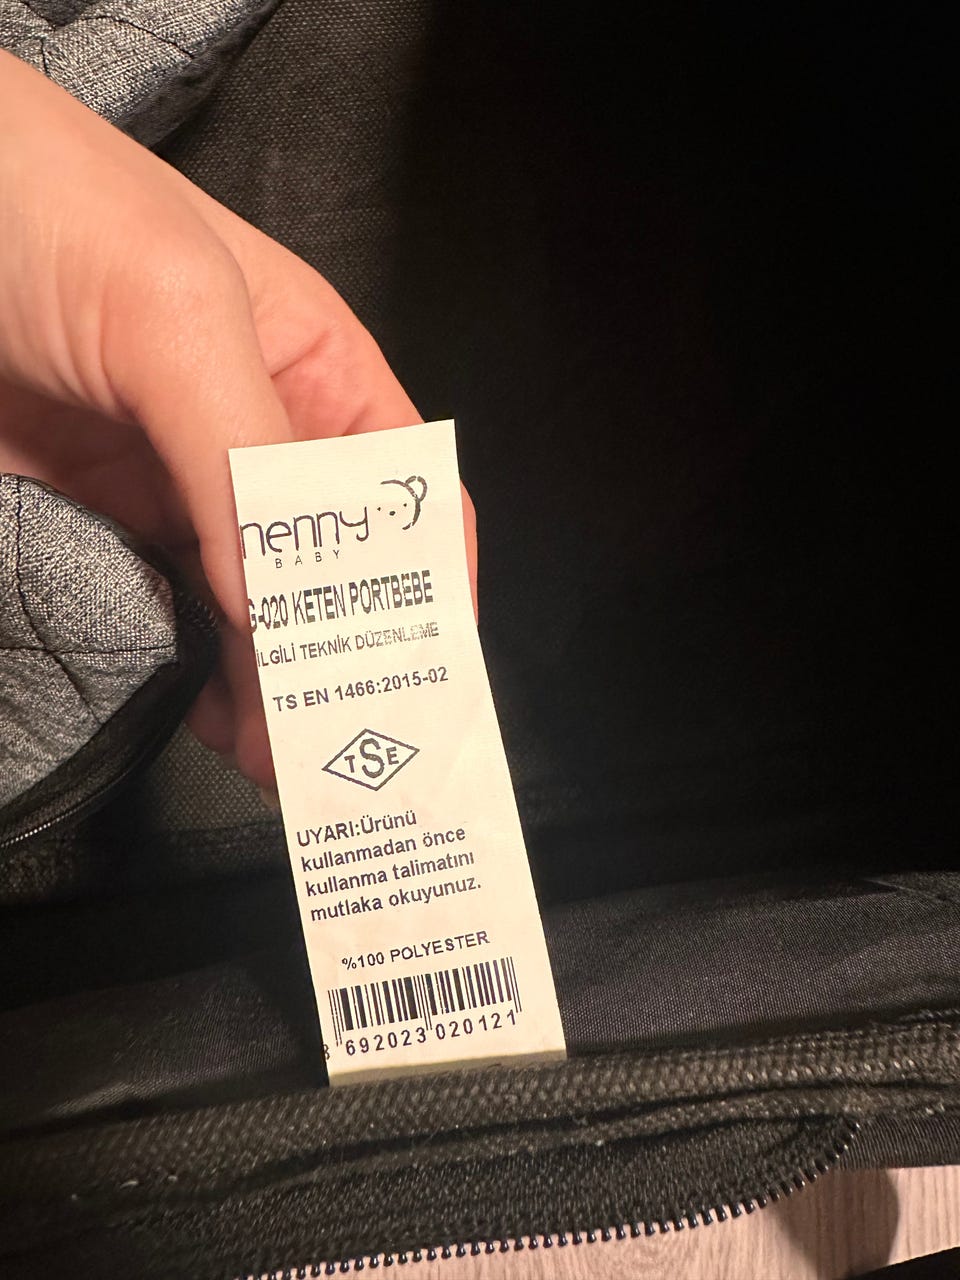 nenny
BABY
G-020 KETEN PORTBEBE
İLGİLİ TEKNİK DÜZENLEME
TS EN 1466:2015-02
TSE
UYARI:Ürünü
kullanmadan önce
kullanma talimatını
mutlaka okuyunuz.
%100 POLYESTER
8 692023 020121